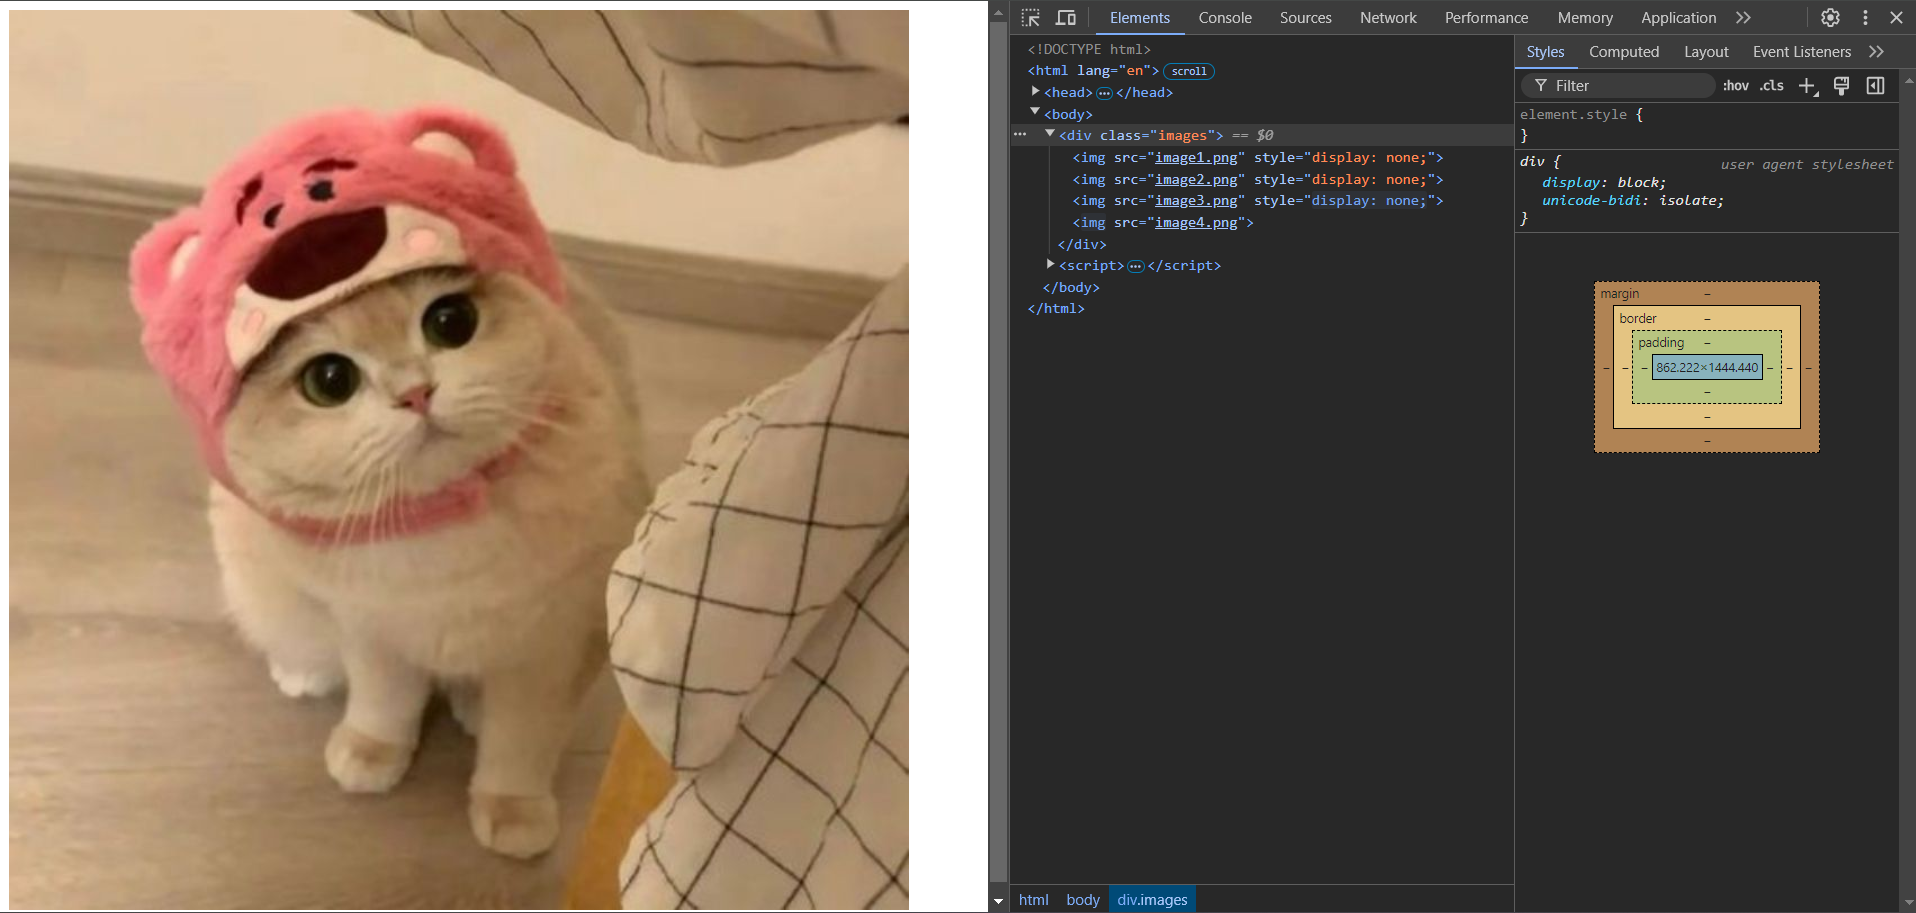 Elements Console Sources Network Performance Memory Application
<!DOCTYPE html>
<html lang="en"> scroll
<head> ••• </head>
<body>
<div class="images"> == $0
<img src="image1.png" style="display: none;">
<img src="image2.png" style="display: none;">
<img src="image3.png" style="display: none;">
<img src="image4.png">
</div>
<script> ••• </script>
</body>
</html>
html body div.images
Styles Computed Layout Event Listeners
Filter :hov .cls
element.style {
}
div { user agent stylesheet
display: block;
unicode-bidi: isolate;
}
margin –
border –
padding –
– – – 862.222×1444.440 – – –
–
–
–